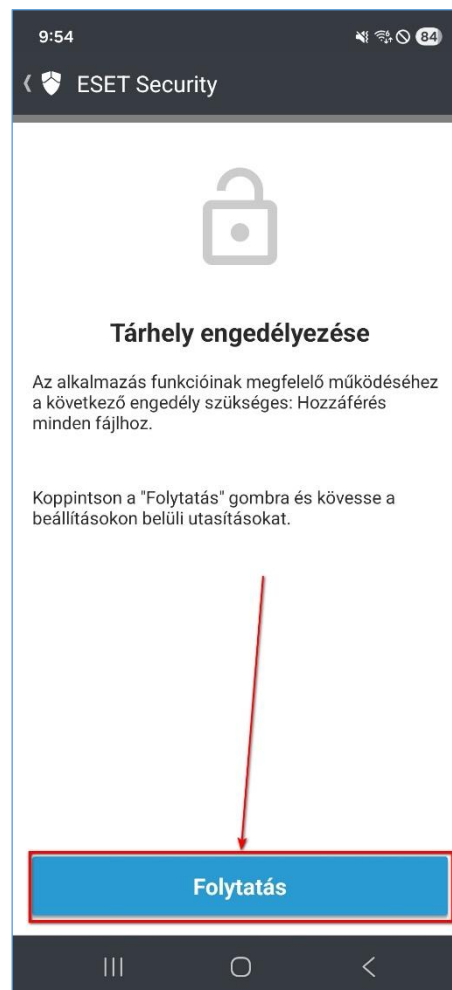 9:54
84
ESET Security
Tárhely engedélyezése
Az alkalmazás funkcióinak megfelelő működéséhez
a következő engedély szükséges: Hozzáférés
minden fájlhoz.
Koppintson a "Folytatás" gombra és kövesse a
beállításokon belüli utasításokat.
Folytatás